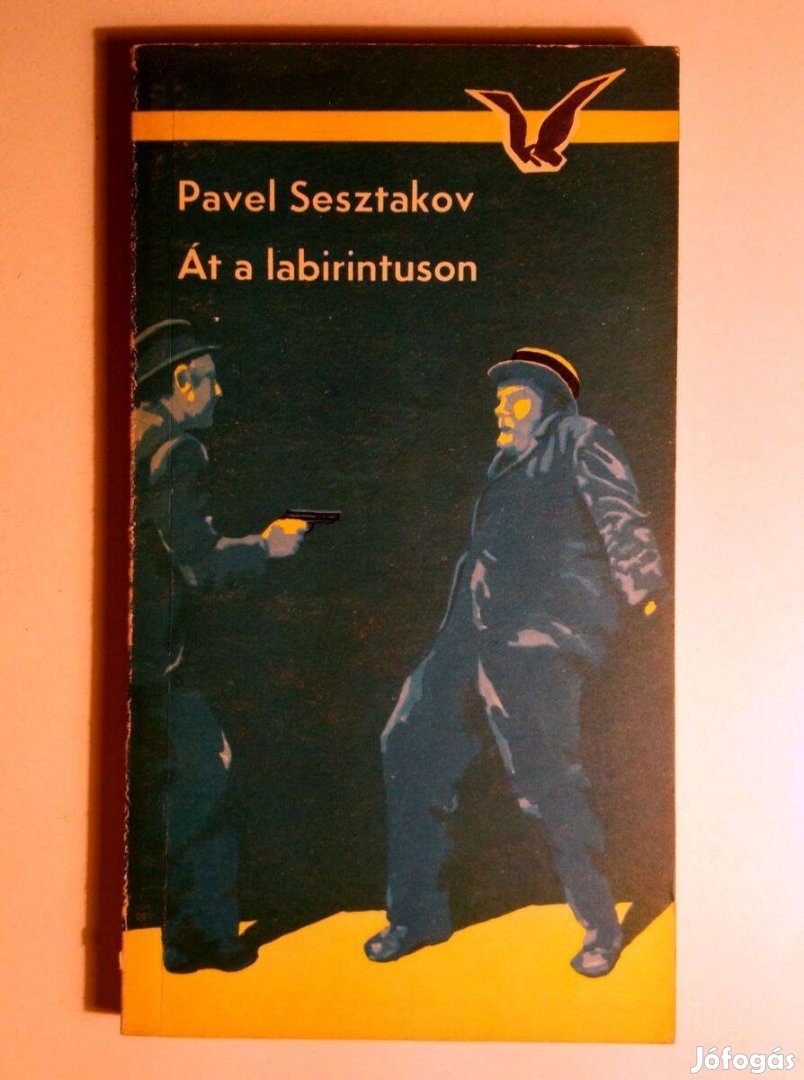 Pavel Sesztakov
Át a labirintuson
Jófogás